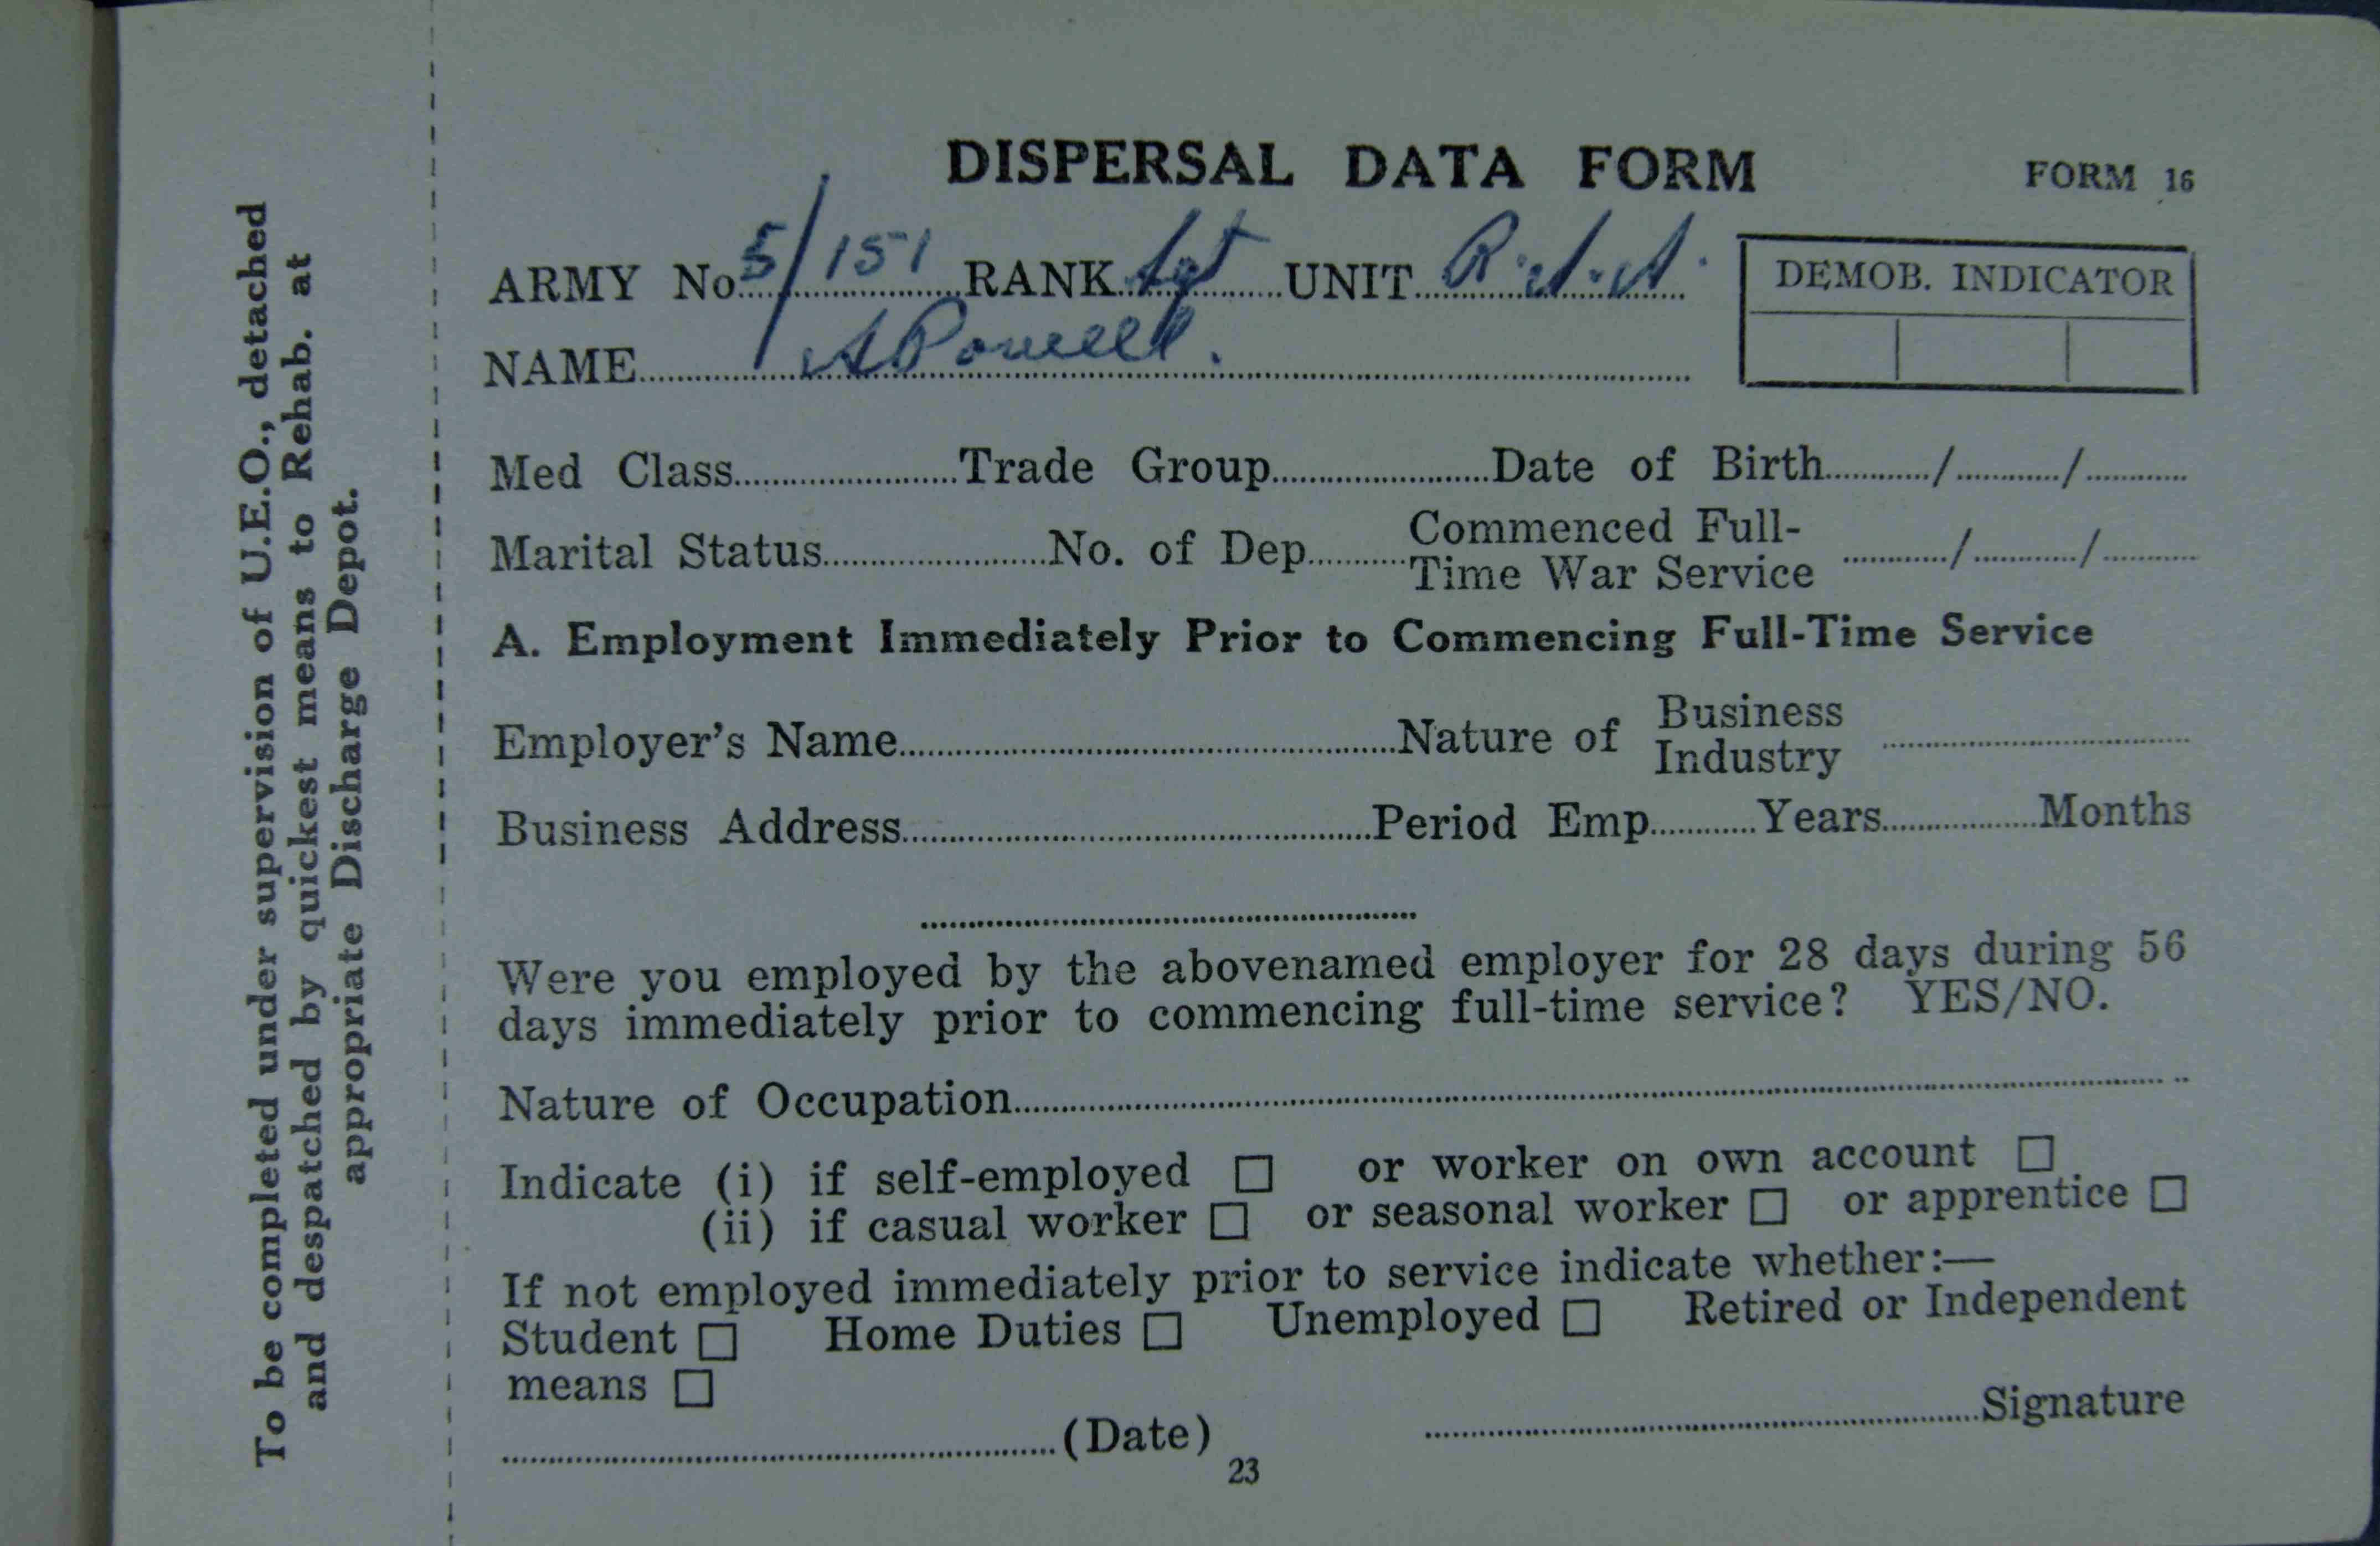 To be completed under supervision of U.E.O., detached
and despatched by quickest means to Rehab. at
appropriate Discharge Depot.
DISPERSAL DATA FORM
FORM 16
ARMY No. 5/151 RANK Sgt UNIT R.A.A.
DEMOB. INDICATOR
NAME A Powell.
Med Class Trade Group Date of Birth / /
Marital Status No. of Dep. Commenced Full-
Time War Service / /
A. Employment Immediately Prior to Commencing Full-Time Service
Employer's Name Nature of Business
Industry
Business Address Period Emp. Years Months
Were you employed by the abovenamed employer for 28 days during 56
days immediately prior to commencing full-time service? YES/NO.
Nature of Occupation
Indicate (i) if self-employed □ or worker on own account □
(ii) if casual worker □ or seasonal worker □ or apprentice □
If not employed immediately prior to service indicate whether:—
Student □ Home Duties □ Unemployed □ Retired or Independent
means □
(Date) Signature
23